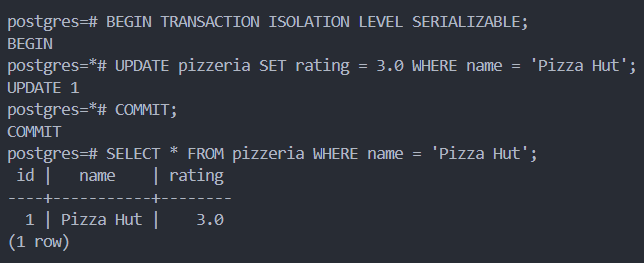 postgres=# BEGIN TRANSACTION ISOLATION LEVEL SERIALIZABLE;
BEGIN
postgres=*# UPDATE pizzeria SET rating = 3.0 WHERE name = 'Pizza Hut';
UPDATE 1
postgres=*# COMMIT;
COMMIT
postgres=# SELECT * FROM pizzeria WHERE name = 'Pizza Hut';
 id |   name    | rating
----+-----------+--------
  1 | Pizza Hut |    3.0
(1 row)